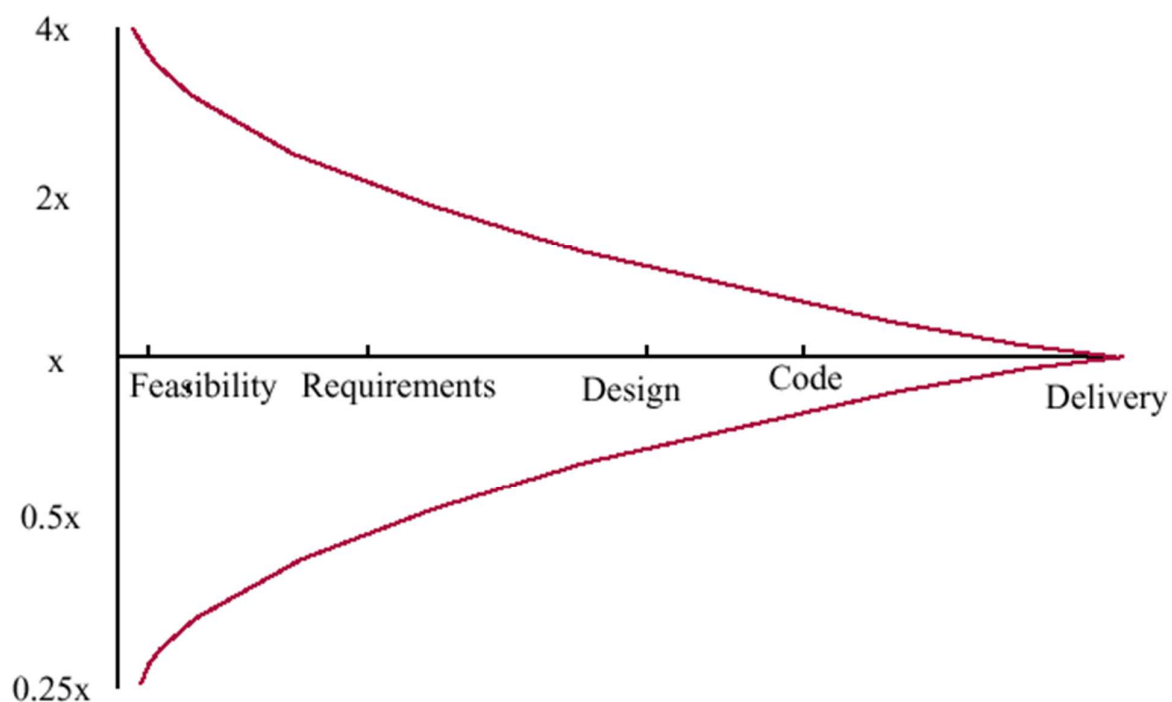 4x
2x
x
Feasibility Requirements Design Code Delivery
0.5x
0.25x